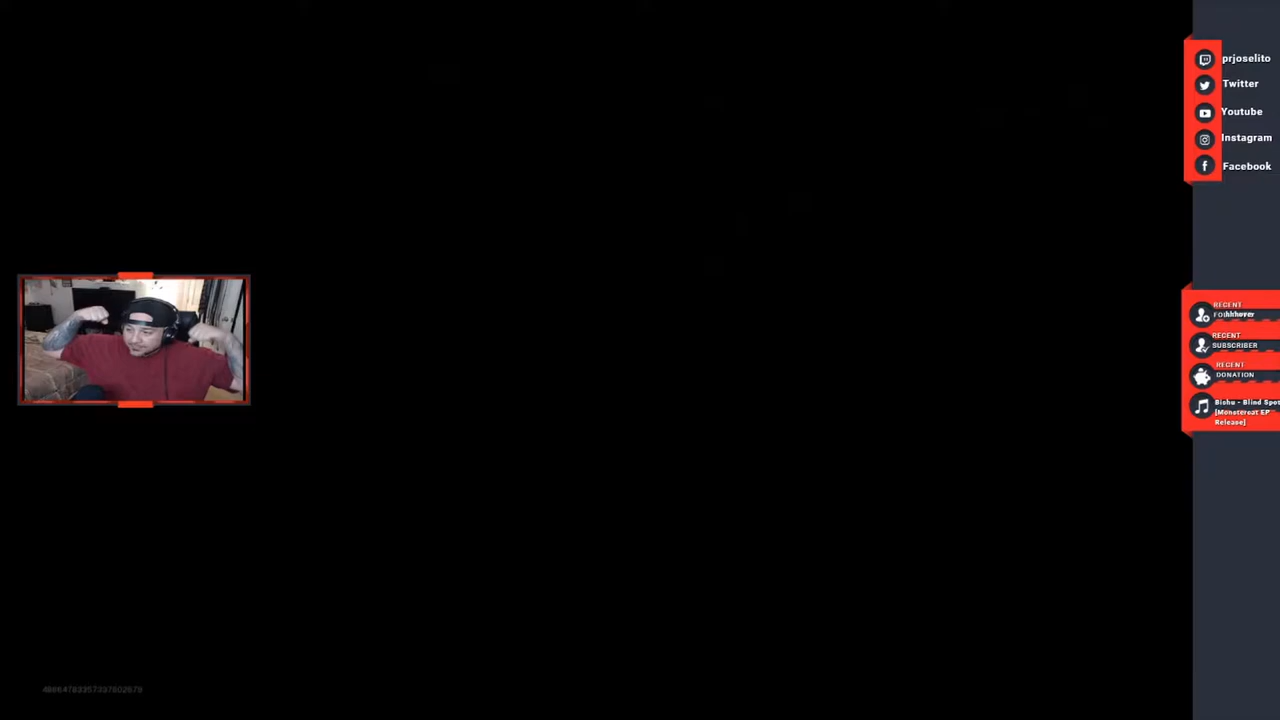 prjoselito
Twitter
Youtube
Instagram
Facebook
RECENT
RECENT
SUBSCRIBER
RECENT
DONATION
Bishu - Blind Spot
[Monstercat EP
Release]